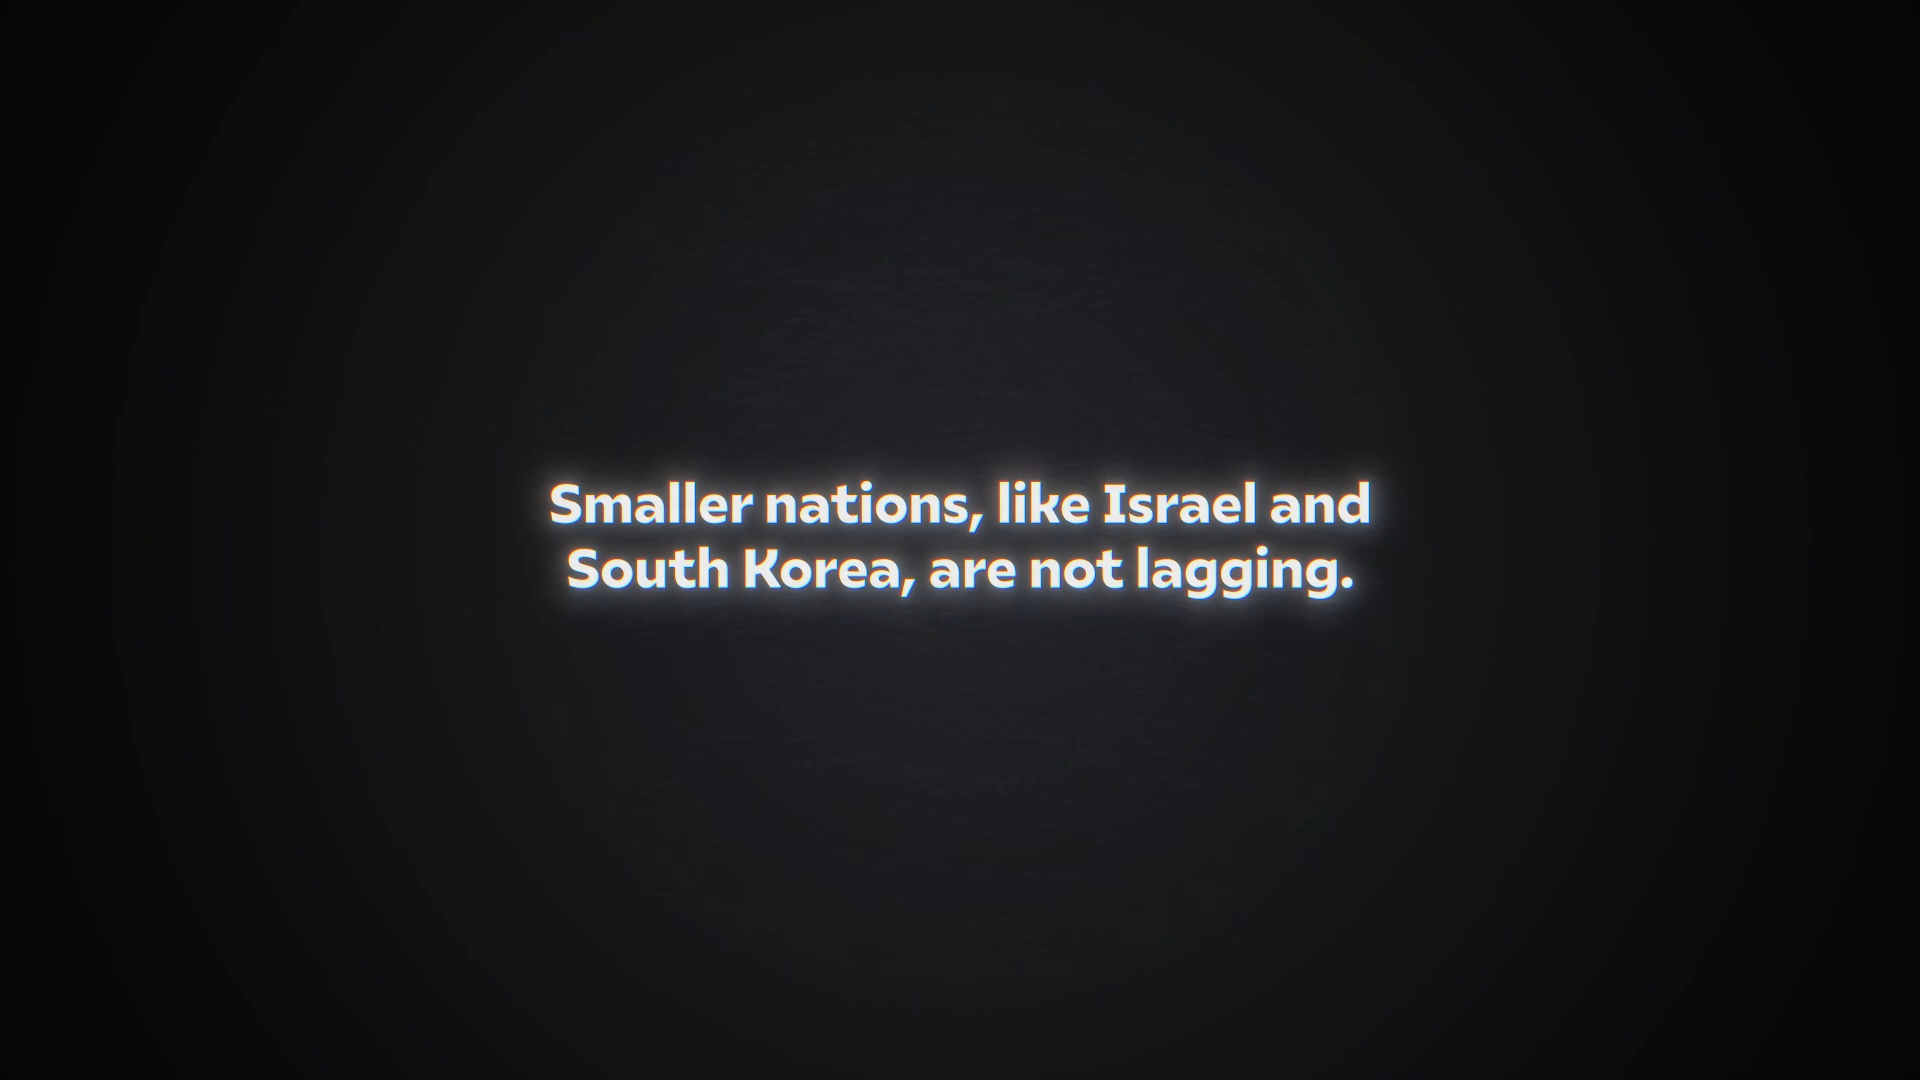 Smaller nations, like Israel and
South Korea, are not lagging.